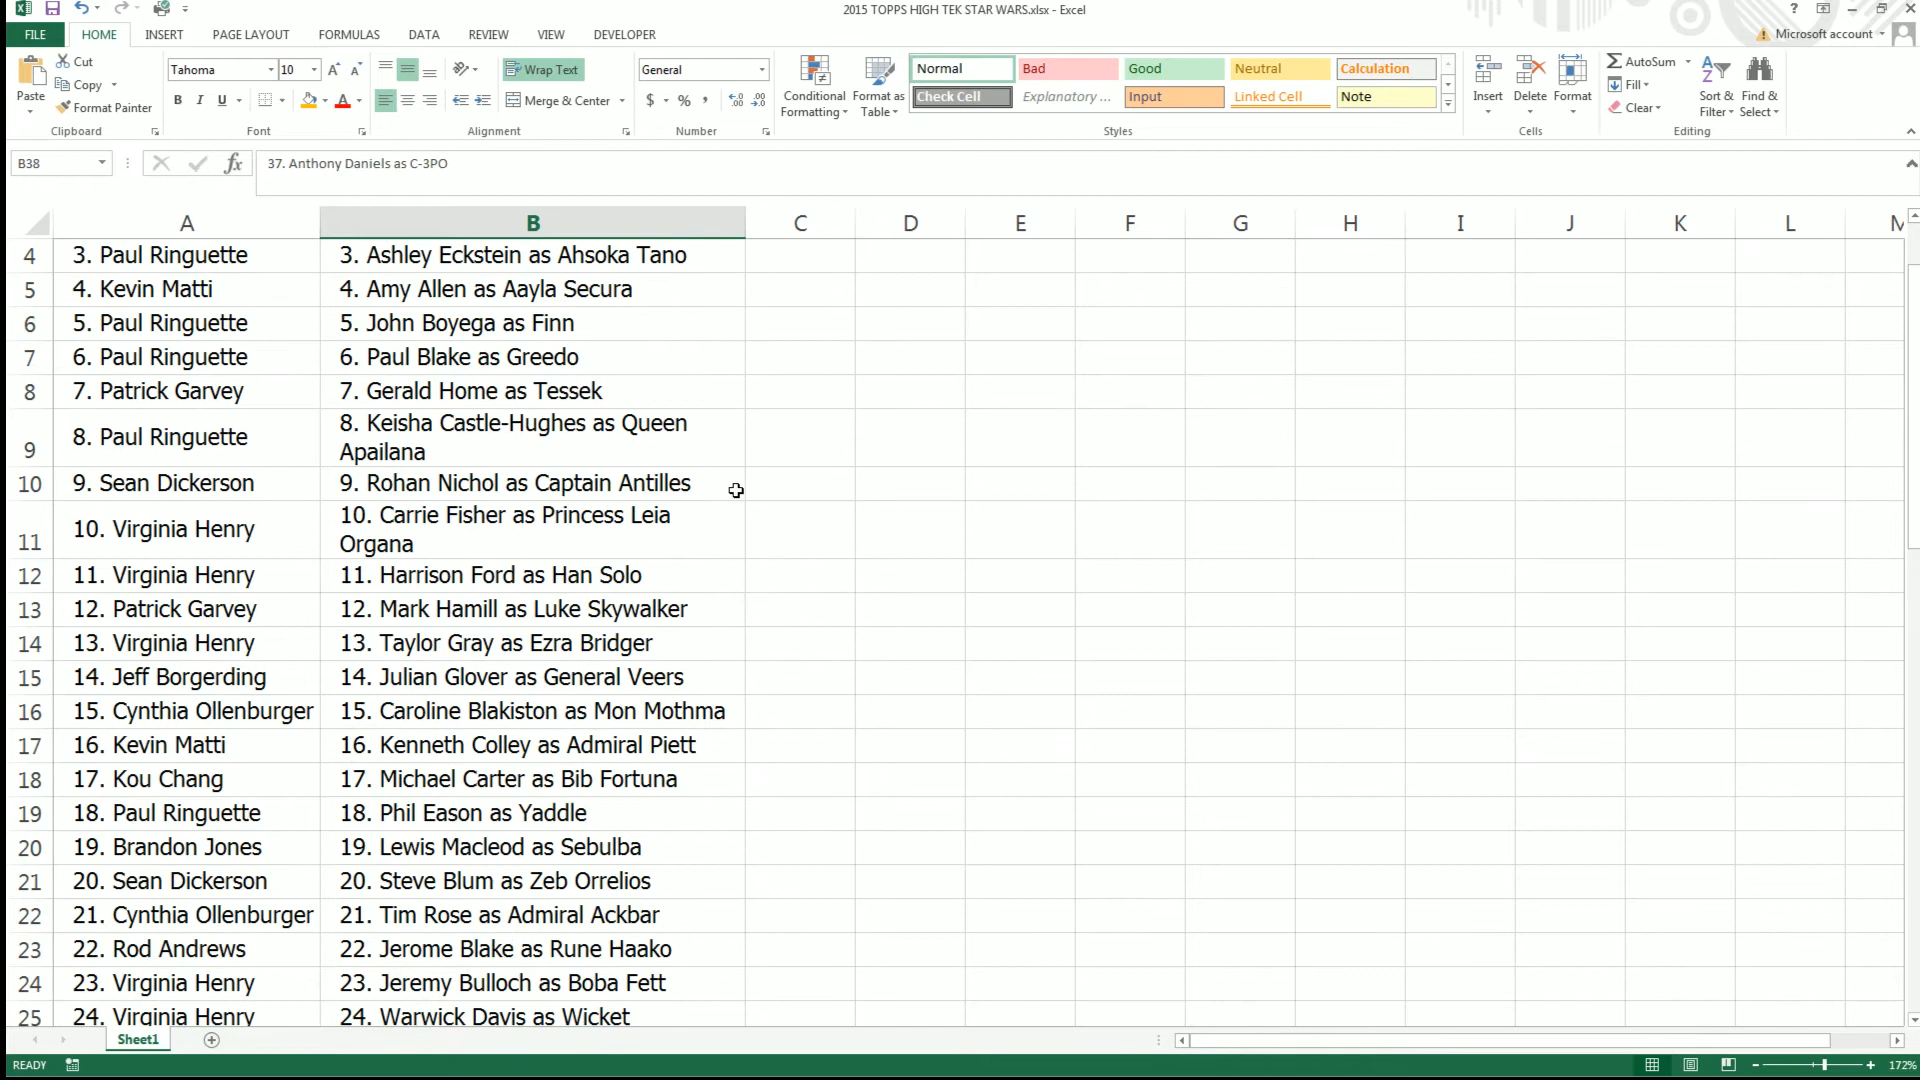 2015 TOPPS HIGH TEK STAR WARS.xlsx - Excel
FILE HOME INSERT PAGE LAYOUT FORMULAS DATA REVIEW VIEW DEVELOPER Microsoft account
Paste Cut Copy Format Painter Clipboard
Tahoma 10 B I U Font
Wrap Text Merge & Center Alignment
General $ % , Number
Conditional Formatting Format as Table
Normal Bad Good Neutral Calculation
Check Cell Explanatory ... Input Linked Cell Note
Styles
Insert Delete Format Cells
AutoSum Fill Clear Sort & Filter Find & Select Editing
B38 fx 37. Anthony Daniels as C-3PO
A B C D E F G H I J K L M
4 3. Paul Ringuette 3. Ashley Eckstein as Ahsoka Tano
5 4. Kevin Matti 4. Amy Allen as Aayla Secura
6 5. Paul Ringuette 5. John Boyega as Finn
7 6. Paul Ringuette 6. Paul Blake as Greedo
8 7. Patrick Garvey 7. Gerald Home as Tessek
9 8. Paul Ringuette 8. Keisha Castle-Hughes as Queen
Apailana
10 9. Sean Dickerson 9. Rohan Nichol as Captain Antilles
11 10. Virginia Henry 10. Carrie Fisher as Princess Leia
Organa
12 11. Virginia Henry 11. Harrison Ford as Han Solo
13 12. Patrick Garvey 12. Mark Hamill as Luke Skywalker
14 13. Virginia Henry 13. Taylor Gray as Ezra Bridger
15 14. Jeff Borgerding 14. Julian Glover as General Veers
16 15. Cynthia Ollenburger 15. Caroline Blakiston as Mon Mothma
17 16. Kevin Matti 16. Kenneth Colley as Admiral Piett
18 17. Kou Chang 17. Michael Carter as Bib Fortuna
19 18. Paul Ringuette 18. Phil Eason as Yaddle
20 19. Brandon Jones 19. Lewis Macleod as Sebulba
21 20. Sean Dickerson 20. Steve Blum as Zeb Orrelios
22 21. Cynthia Ollenburger 21. Tim Rose as Admiral Ackbar
23 22. Rod Andrews 22. Jerome Blake as Rune Haako
24 23. Virginia Henry 23. Jeremy Bulloch as Boba Fett
25 24. Virginia Henry 24. Warwick Davis as Wicket
Sheet1
READY 172%